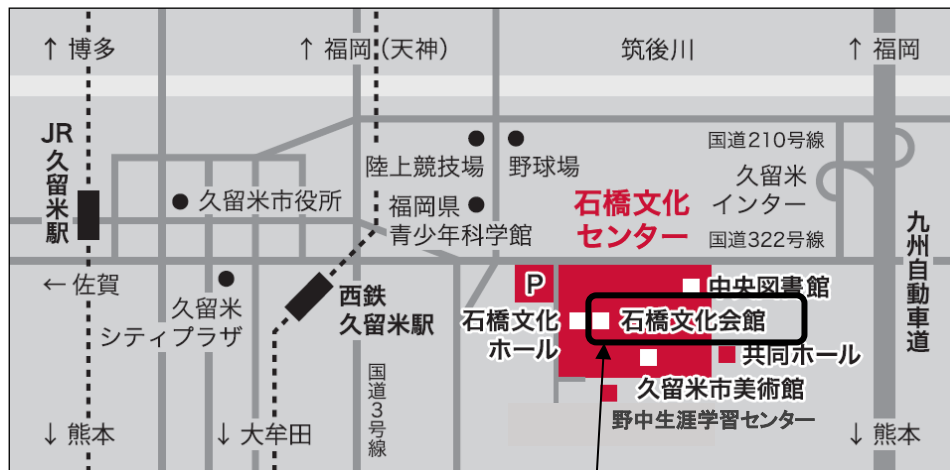 ↑ 博多
↑ 福岡（天神）
筑後川
↑ 福岡
JR
久留米駅
陸上競技場
野球場
国道210号線
久留米
インター
久留米市役所
福岡県
青少年科学館
石橋文化
センター
国道322号線
九州自動車道
← 佐賀
久留米
シティプラザ
西鉄
久留米駅
P
中央図書館
石橋文化
ホール
石橋文化会館
共同ホール
久留米市美術館
野中生涯学習センター
国道3号線
↓ 熊本
↓ 大牟田
↓ 熊本